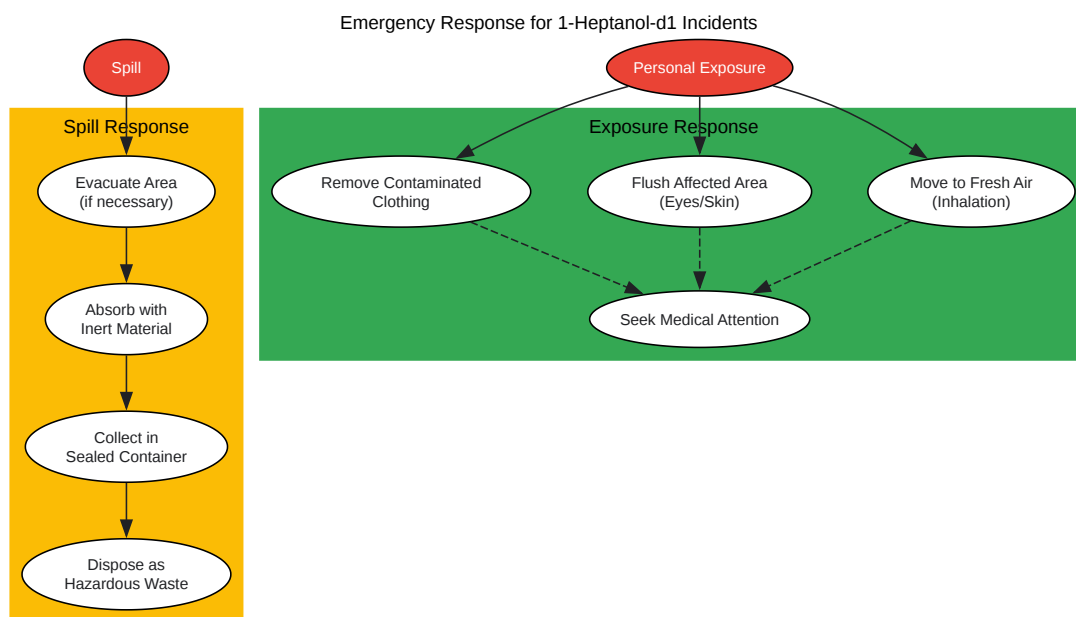 Emergency Response for 1-Heptanol-d1 Incidents
Spill
Personal Exposure
Spill Response
Exposure Response
Evacuate Area
(if necessary)
Remove Contaminated
Clothing
Flush Affected Area
(Eyes/Skin)
Move to Fresh Air
(Inhalation)
Absorb with
Inert Material
Seek Medical Attention
Collect in
Sealed Container
Dispose as
Hazardous Waste